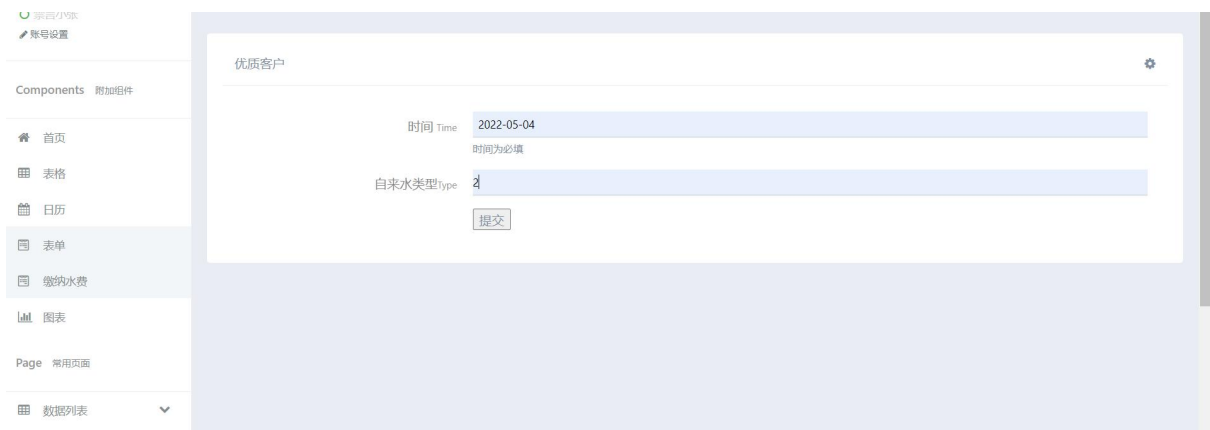 账号设置
Components 附加组件
首页
表格
日历
表单
缴纳水费
图表
Page 常用页面
数据列表
优质客户
时间 Time 2022-05-04
时间为必填
自来水类型Type 2
提交